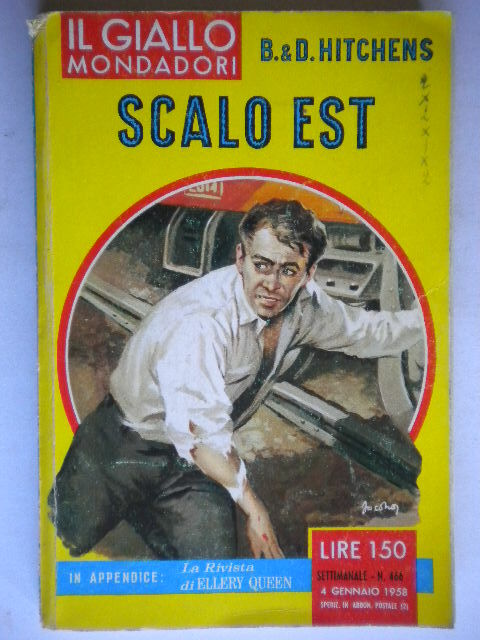 IL GIALLO
MONDADORI
B. & D. HITCHENS
SCALO EST
LIRE 150
SETTIMANALE - N. 466
4 GENNAIO 1958
SPEDIZ. IN ABBON. POSTALE (2)
IN APPENDICE:
La Rivista
di ELLERY QUEEN